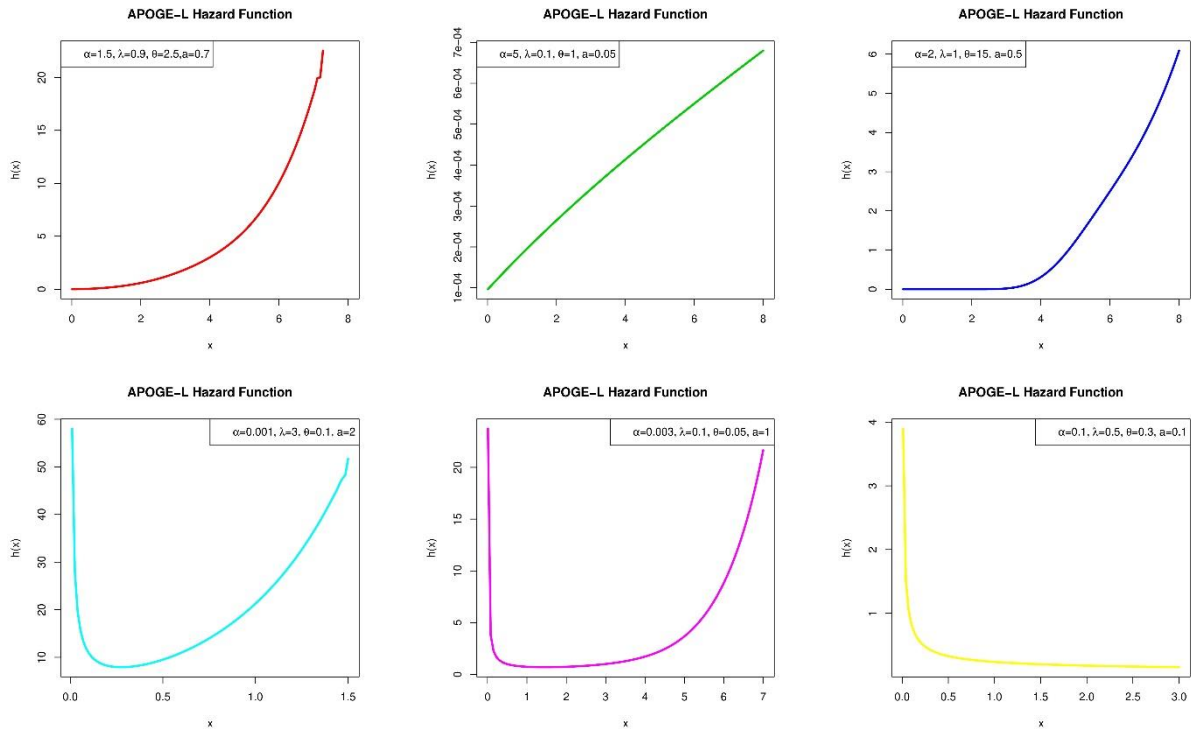 APOGE-L Hazard Function
α=1.5, λ=0.9, θ=2.5,a=0.7
h(x)
0
5
10
15
20
0 2 4 6 8
x
APOGE-L Hazard Function
α=5, λ=0.1, θ=1, a=0.05
h(x)
1e-04 2e-04 3e-04 4e-04 5e-04 6e-04 7e-04
0 2 4 6 8
x
APOGE-L Hazard Function
α=2, λ=1, θ=15. a=0.5
h(x)
0
1
2
3
4
5
6
0 2 4 6 8
x
APOGE-L Hazard Function
α=0.001, λ=3, θ=0.1. a=2
h(x)
10 20 30 40 50 60
0.0 0.5 1.0 1.5
x
APOGE-L Hazard Function
α=0.003, λ=0.1, θ=0.05, a=1
h(x)
0
5
10
15
20
0 1 2 3 4 5 6 7
x
APOGE-L Hazard Function
α=0.1, λ=0.5, θ=0.3, a=0.1
h(x)
1
2
3
4
0.0 0.5 1.0 1.5 2.0 2.5 3.0
x